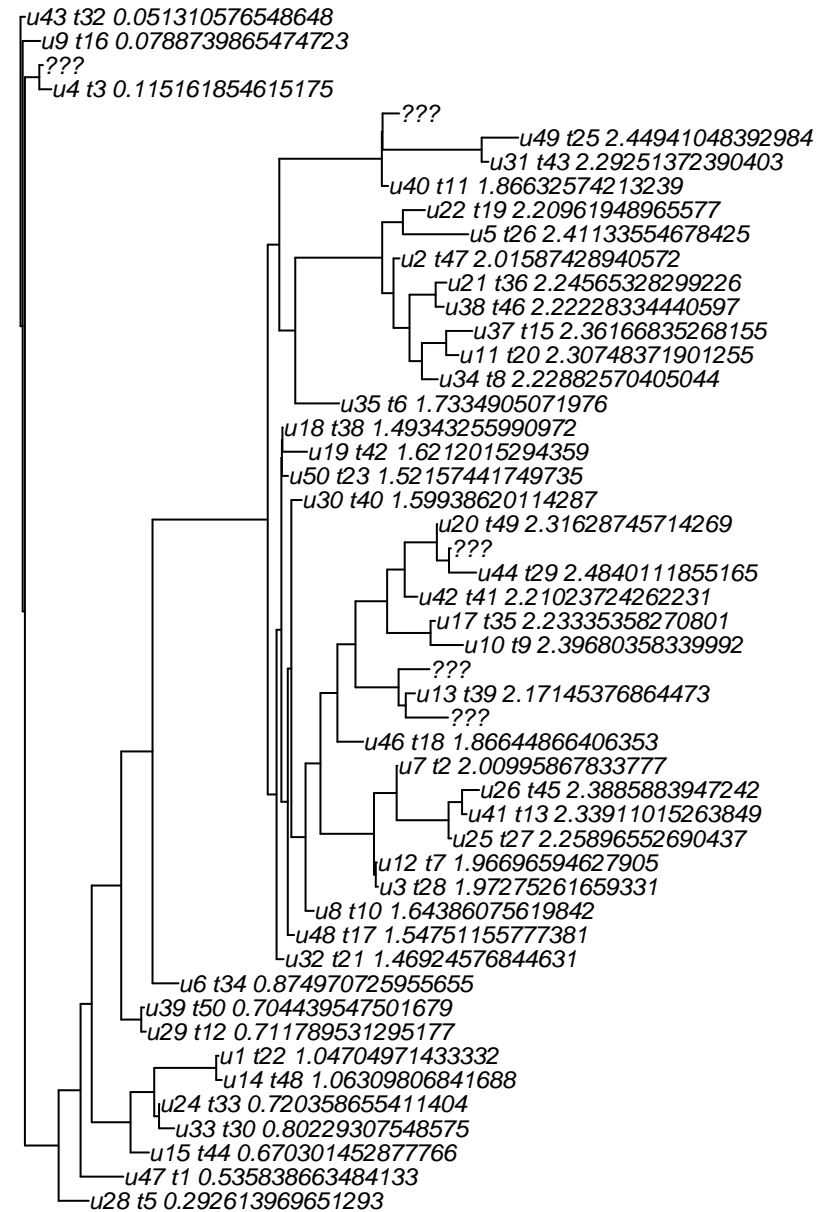 u43 t32 0.051310576548648
u9 t16 0.0788739865474723
???
u4 t3 0.115161854615175
???
u49 t25 2.44941048392984
u31 t43 2.29251372390403
u40 t11 1.86632574213239
u22 t19 2.20961948965577
u5 t26 2.41133554678425
u2 t47 2.01587428940572
u21 t36 2.24565328299226
u38 t46 2.22228334440597
u37 t15 2.36166835268155
u11 t20 2.30748371901255
u34 t8 2.22882570405044
u35 t6 1.7334905071976
u18 t38 1.49343255990972
u19 t42 1.6212015294359
u50 t23 1.52157441749735
u30 t40 1.59938620114287
u20 t49 2.31628745714269
???
u44 t29 2.4840111855165
u42 t41 2.21023724262231
u17 t35 2.23335358270801
u10 t9 2.39680358339992
???
u13 t39 2.17145376864473
???
u46 t18 1.86644866406353
u7 t2 2.00995867833777
u26 t45 2.3885883947242
u41 t13 2.33911015263849
u25 t27 2.25896552690437
u12 t7 1.96696594627905
u3 t28 1.97275261659331
u8 t10 1.64386075619842
u48 t17 1.54751155777381
u32 t21 1.46924576844631
u6 t34 0.874970725955655
u39 t50 0.704439547501679
u29 t12 0.711789531295177
u1 t22 1.04704971433332
u14 t48 1.06309806841688
u24 t33 0.720358655411404
u33 t30 0.80229307548575
u15 t44 0.670301452877766
u47 t1 0.535838663484133
u28 t5 0.292613969651293